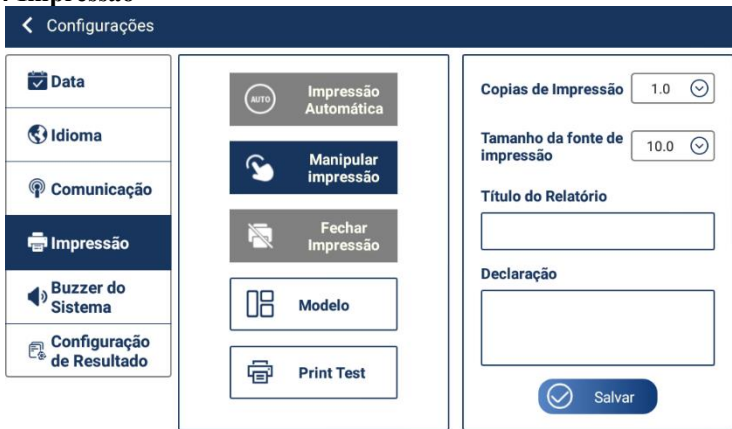 Impressão
Configurações
Data
Idioma
Comunicação
Impressão
Buzzer do
Sistema
Configuração
de Resultado
AUTO
Impressão
Automática
Manipular
impressão
Fechar
Impressão
Modelo
Print Test
Copias de Impressão
1.0
Tamanho da fonte de
impressão
10.0
Título do Relatório
Declaração
Salvar